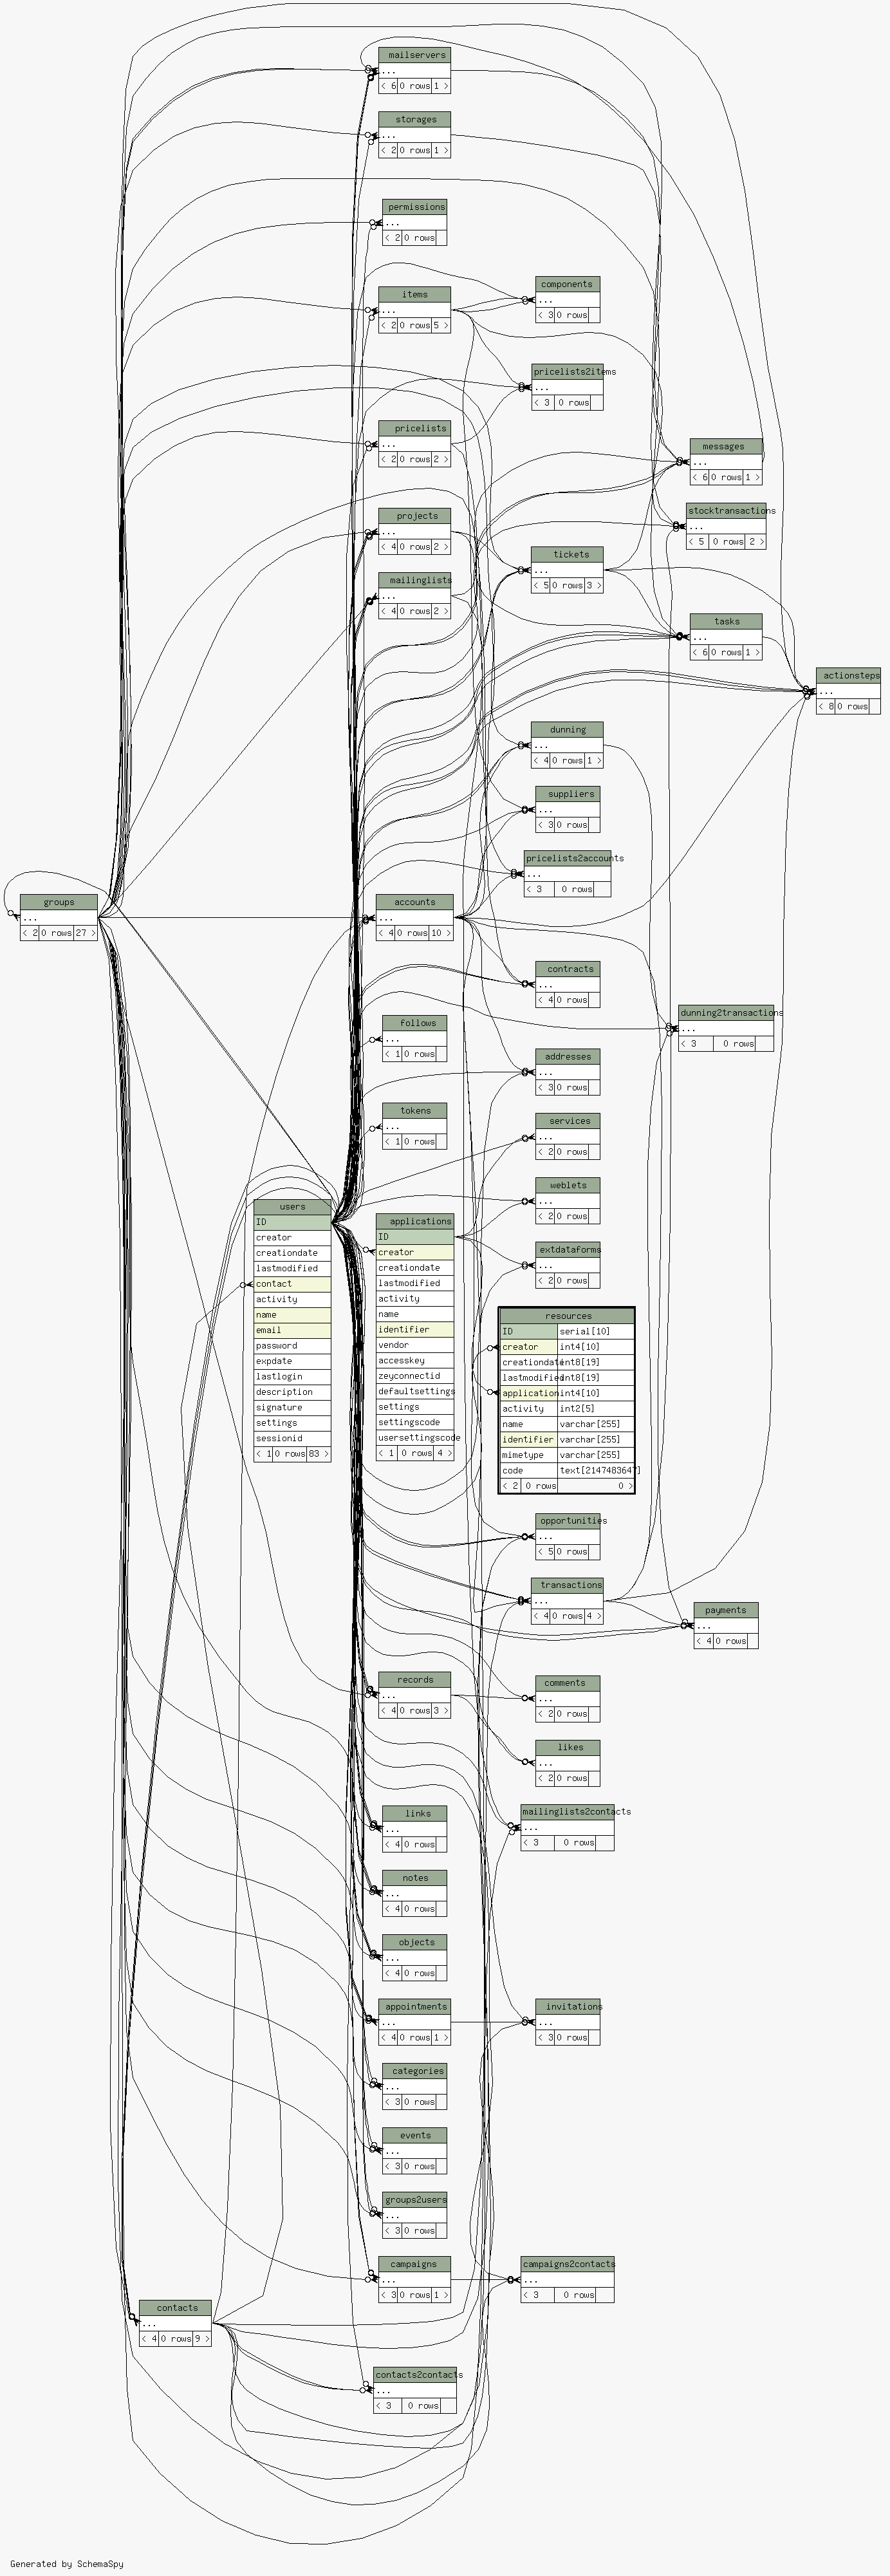 mailservers
...
< 6 0 rows 1 >
storages
...
< 2 0 rows 1 >
permissions
...
< 2 0 rows
items
...
< 2 0 rows 5 >
components
...
< 3 0 rows
pricelists2items
...
< 3 0 rows
pricelists
...
< 2 0 rows 2 >
messages
...
< 6 0 rows 1 >
projects
...
< 4 0 rows 2 >
stocktransactions
...
< 5 0 rows 2 >
tickets
...
< 5 0 rows 3 >
mailinglists
...
< 4 0 rows 2 >
tasks
...
< 6 0 rows 1 >
actionsteps
...
< 8 0 rows
dunning
...
< 4 0 rows 1 >
suppliers
...
< 3 0 rows
pricelists2accounts
...
< 3 0 rows
groups
...
< 2 0 rows 27 >
accounts
...
< 4 0 rows 10 >
contracts
...
< 4 0 rows
dunning2transactions
...
< 3 0 rows
follows
...
< 1 0 rows
addresses
...
< 3 0 rows
tokens
...
< 1 0 rows
services
...
< 2 0 rows
weblets
...
< 2 0 rows
extdataforms
...
< 2 0 rows
users
ID
creator
creationdate
lastmodified
contact
activity
name
email
password
expdate
lastlogin
description
signature
settings
sessionid
< 1 0 rows 83 >
applications
ID
creator
creationdate
lastmodified
activity
name
identifier
vendor
accesskey
zeyconnectid
defaultsettings
settings
settingscode
usersettingscode
< 1 0 rows 4 >
resources
ID serial[10]
creator int4[10]
creationdate int8[19]
lastmodified int8[19]
application int4[10]
activity int2[5]
name varchar[255]
identifier varchar[255]
mimetype varchar[255]
code text[2147483647]
< 2 0 rows 0 >
opportunities
...
< 5 0 rows
transactions
...
< 4 0 rows 4 >
payments
...
< 4 0 rows
records
...
< 4 0 rows 3 >
comments
...
< 2 0 rows
likes
...
< 2 0 rows
links
...
< 4 0 rows
mailinglists2contacts
...
< 3 0 rows
notes
...
< 4 0 rows
objects
...
< 4 0 rows
appointments
...
< 4 0 rows 1 >
invitations
...
< 3 0 rows
categories
...
< 3 0 rows
events
...
< 3 0 rows
groups2users
...
< 3 0 rows
campaigns
...
< 3 0 rows 1 >
campaigns2contacts
...
< 3 0 rows
contacts
...
< 4 0 rows 9 >
contacts2contacts
...
< 3 0 rows
Generated by SchemaSpy